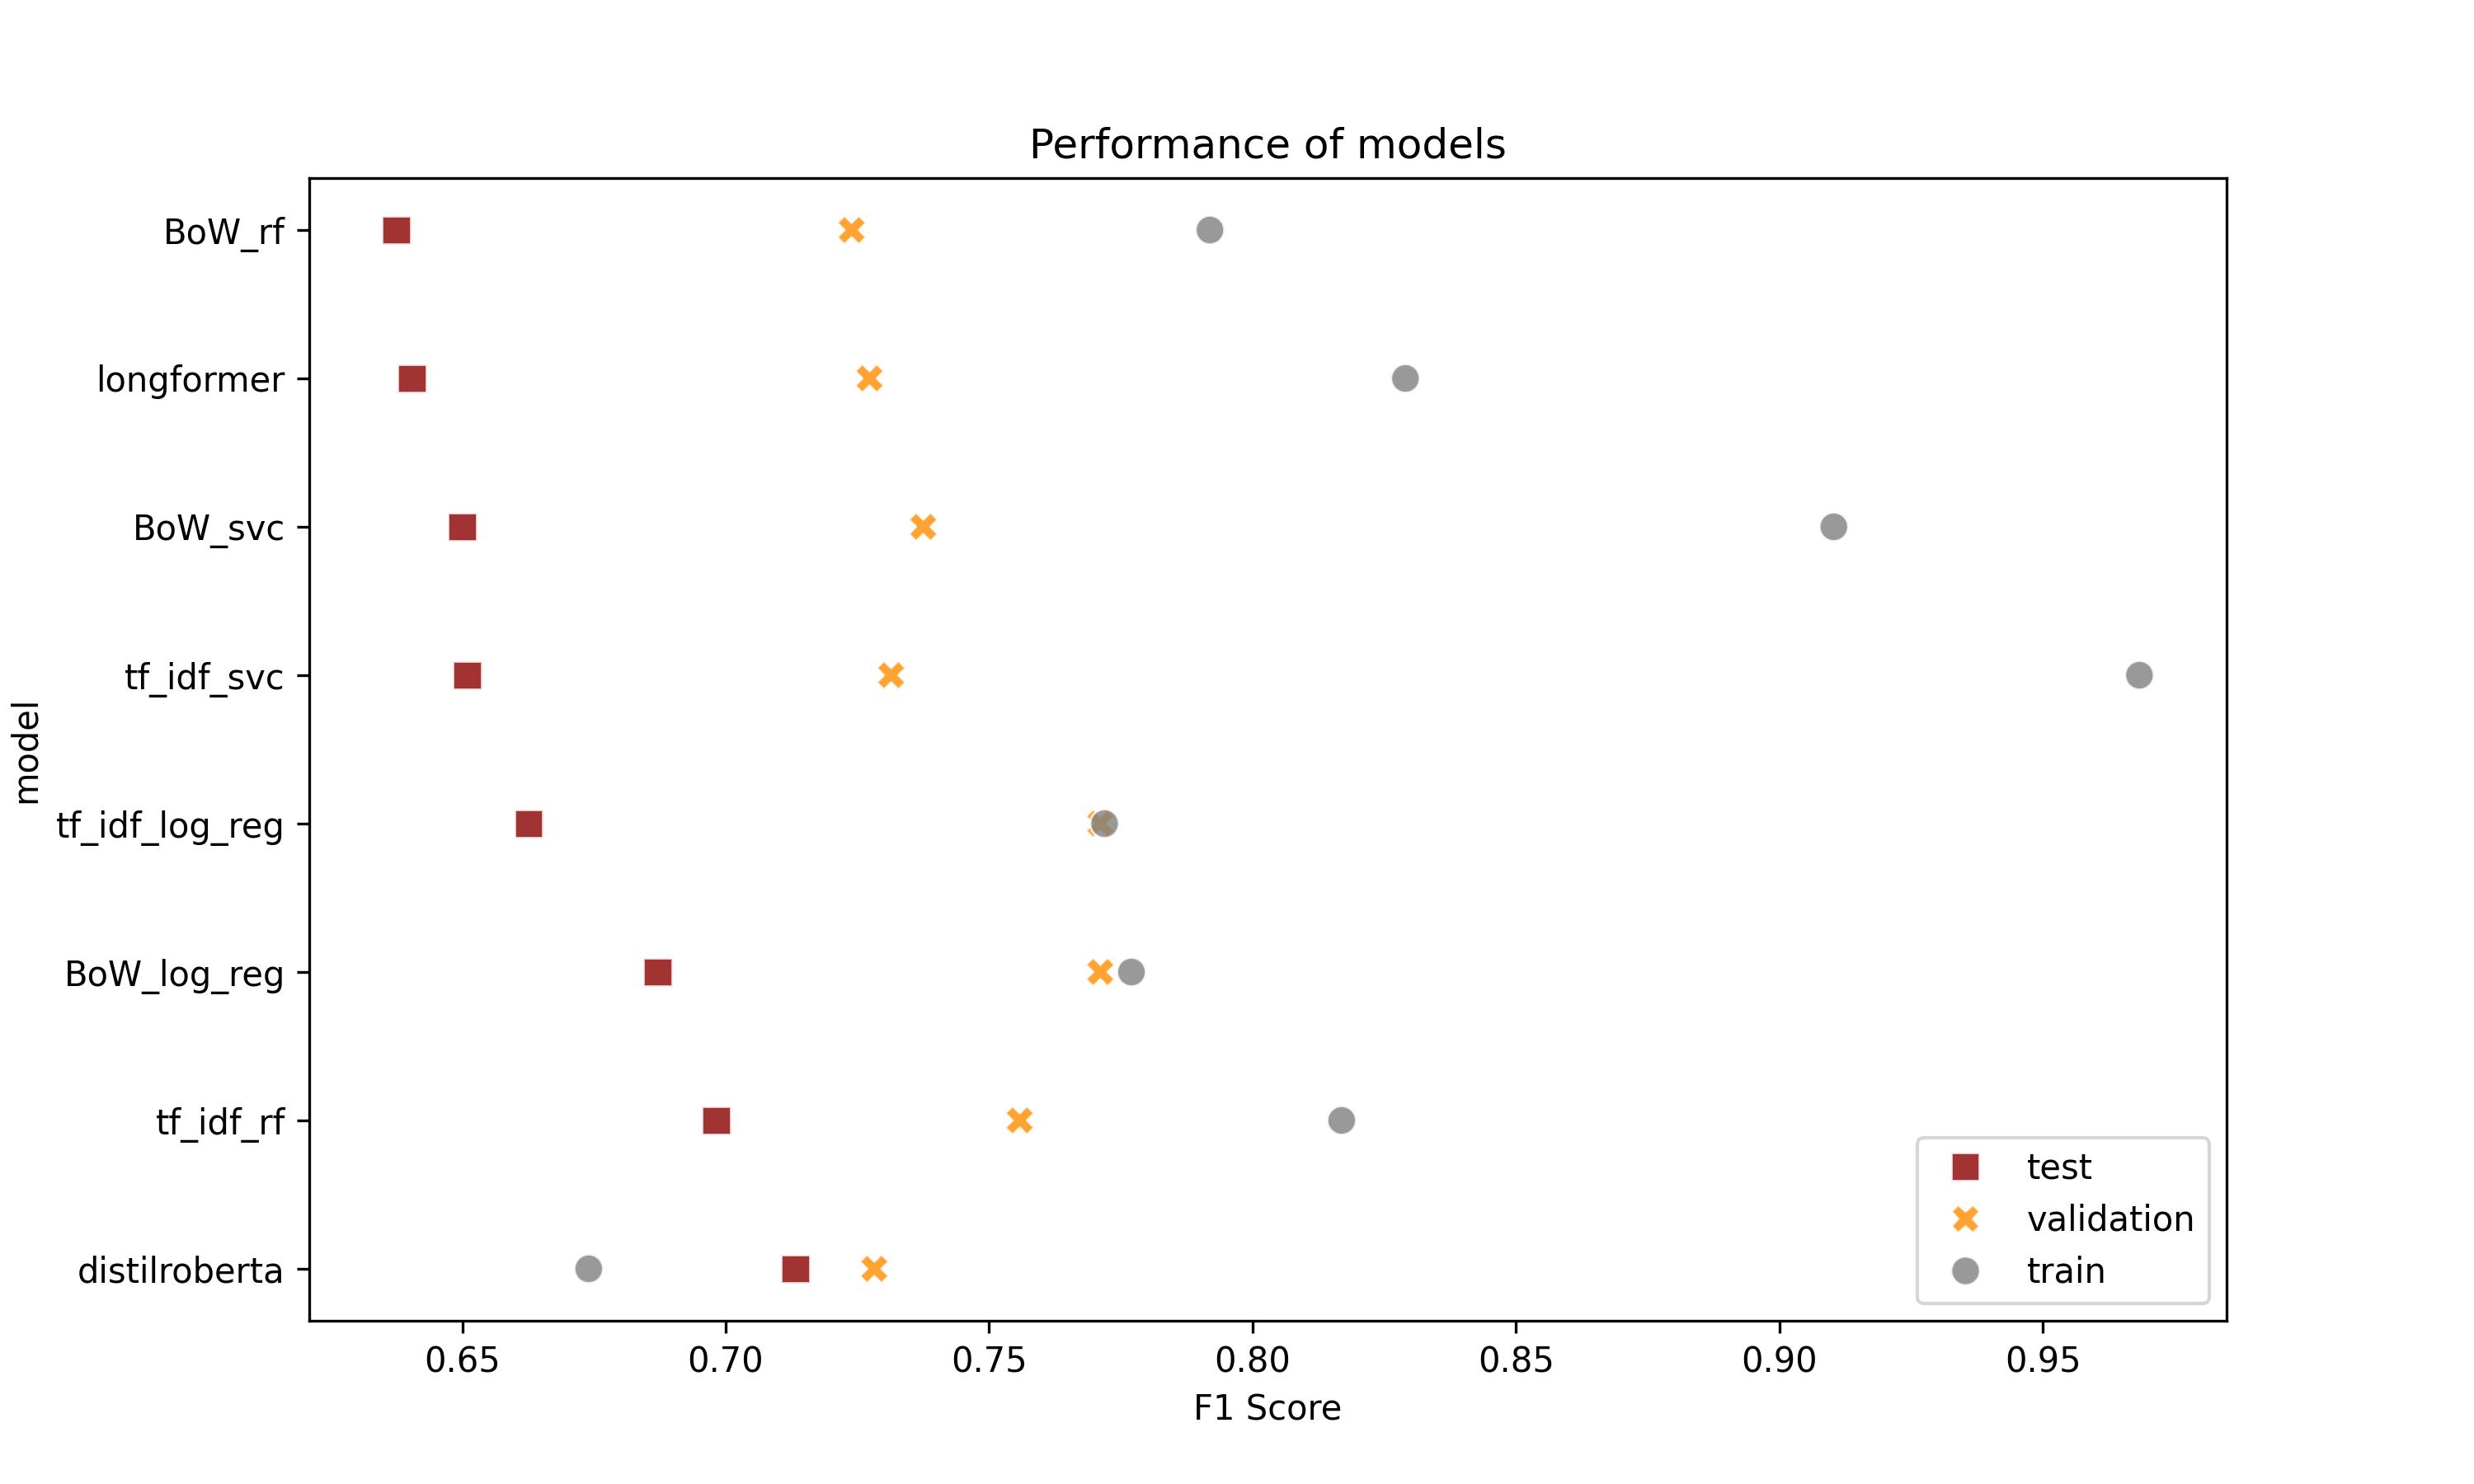 Performance of models
BoW_rf
longformer
BoW_svc
tf_idf_svc
model
tf_idf_log_reg
BoW_log_reg
tf_idf_rf
distilroberta
test
validation
train
0.65 0.70 0.75 0.80 0.85 0.90 0.95
F1 Score